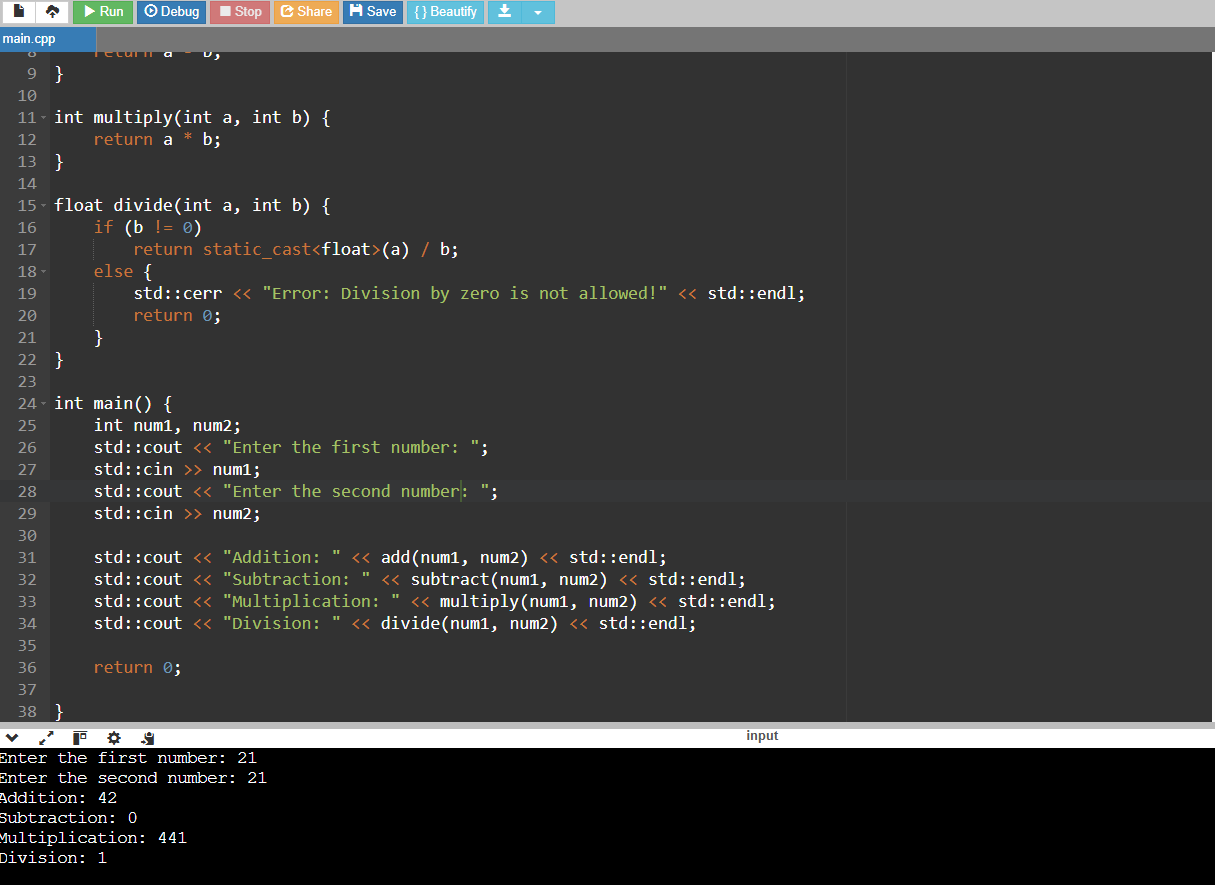 Run Debug Stop Share Save { } Beautify
main.cpp
8 return a - b;
9 }
10
11 int multiply(int a, int b) {
12 return a * b;
13 }
14
15 float divide(int a, int b) {
16 if (b != 0)
17 return static_cast<float>(a) / b;
18 else {
19 std::cerr << "Error: Division by zero is not allowed!" << std::endl;
20 return 0;
21 }
22 }
23
24 int main() {
25 int num1, num2;
26 std::cout << "Enter the first number: ";
27 std::cin >> num1;
28 std::cout << "Enter the second number: ";
29 std::cin >> num2;
30
31 std::cout << "Addition: " << add(num1, num2) << std::endl;
32 std::cout << "Subtraction: " << subtract(num1, num2) << std::endl;
33 std::cout << "Multiplication: " << multiply(num1, num2) << std::endl;
34 std::cout << "Division: " << divide(num1, num2) << std::endl;
35
36 return 0;
37
38 }
input
Enter the first number: 21
Enter the second number: 21
Addition: 42
Subtraction: 0
Multiplication: 441
Division: 1